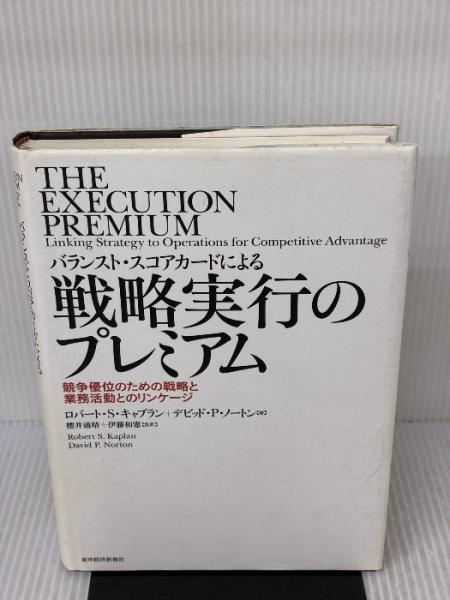 THE
EXECUTION
PREMIUM
Linking Strategy to Operations for Competitive Advantage
バランスト・スコアカードによる
戦略実行の
プレミアム
競争優位のための戦略と
業務活動とのリンケージ
ロバート・S・キャプラン+デビッド・P・ノートン[著]
櫻井通晴+伊藤和憲[監訳]
Robert S. Kaplan
David P. Norton
東洋経済新報社